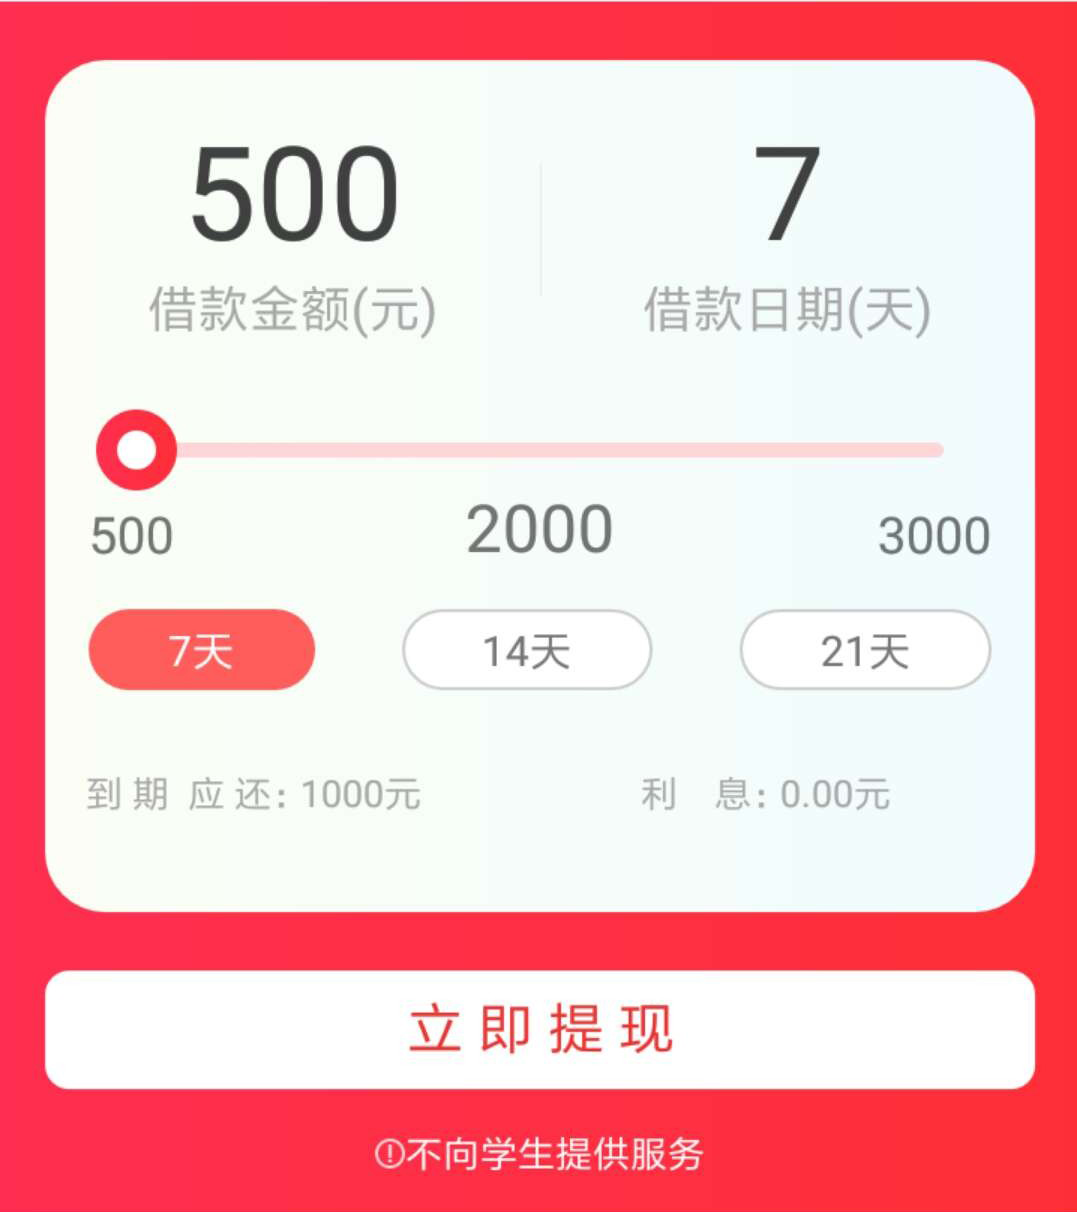 500 7
借款金额(元) 借款日期(天)
500 2000 3000
7天 14天 21天
到期应还: 1000元 利 息: 0.00元
立即提现
!不向学生提供服务